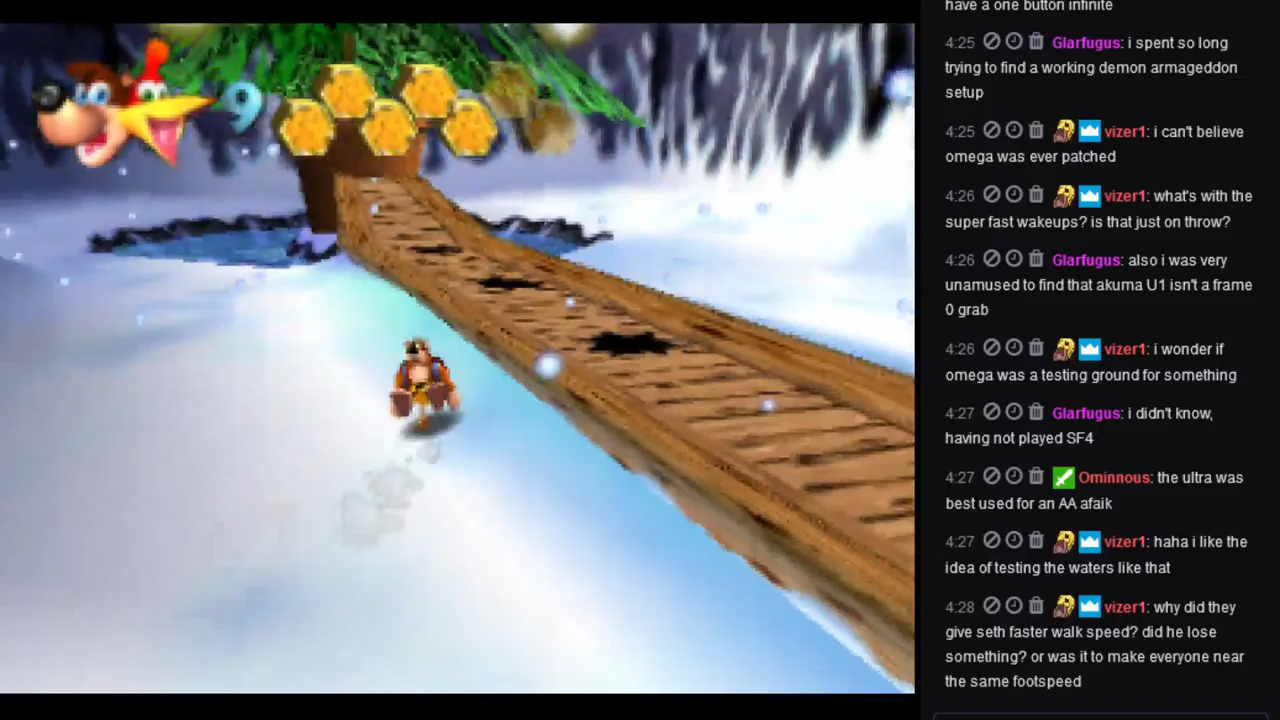 9
have a one button infinite
4:25 Glarfugus: i spent so long
trying to find a working demon armageddon
setup
4:25 vizer1: i can't believe
omega was ever patched
4:26 vizer1: what's with the
super fast wakeups? is that just on throw?
4:26 Glarfugus: also i was very
unamused to find that akuma U1 isn't a frame
0 grab
4:26 vizer1: i wonder if
omega was a testing ground for something
4:27 Glarfugus: i didn't know,
having not played SF4
4:27 Ominnous: the ultra was
best used for an AA afaik
4:27 vizer1: haha i like the
idea of testing the waters like that
4:28 vizer1: why did they
give seth faster walk speed? did he lose
something? or was it to make everyone near
the same footspeed